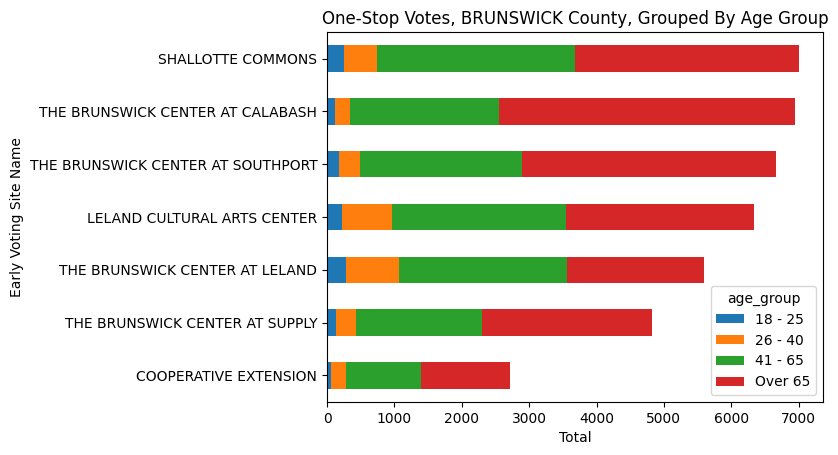 One-Stop Votes, BRUNSWICK County, Grouped By Age Group
Early Voting Site Name
SHALLOTTE COMMONS
THE BRUNSWICK CENTER AT CALABASH
THE BRUNSWICK CENTER AT SOUTHPORT
LELAND CULTURAL ARTS CENTER
THE BRUNSWICK CENTER AT LELAND
THE BRUNSWICK CENTER AT SUPPLY
COOPERATIVE EXTENSION
age_group
18 - 25
26 - 40
41 - 65
Over 65
0 1000 2000 3000 4000 5000 6000 7000
Total